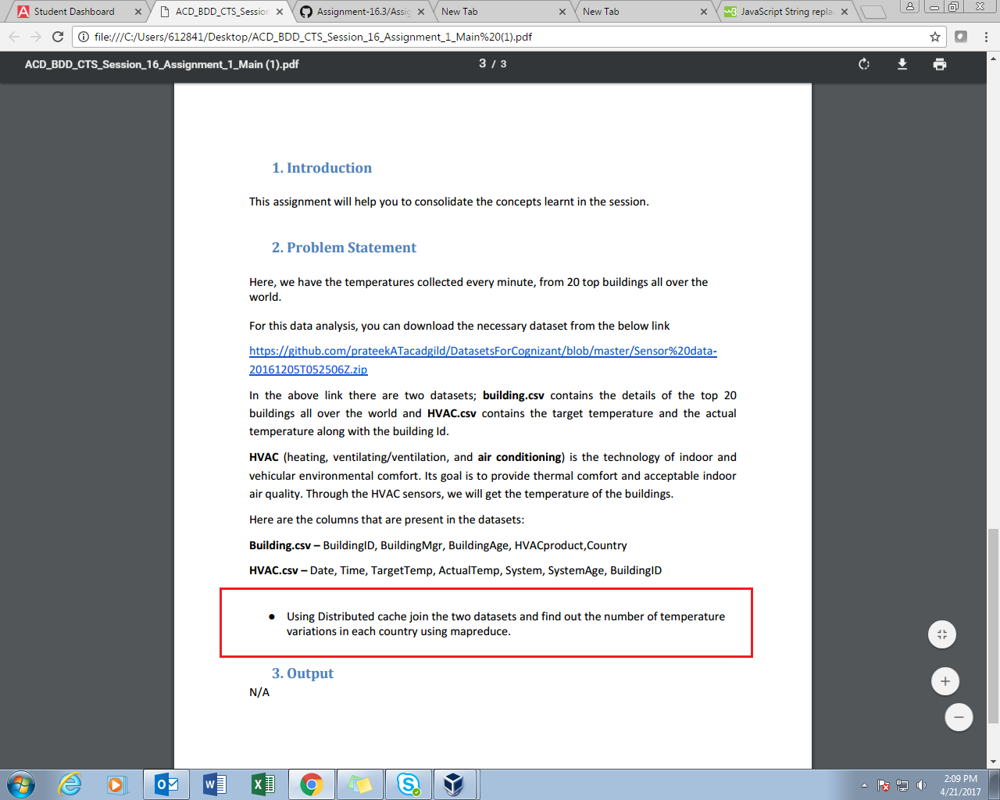 Student Dashboard
ACD_BDD_CTS_Session
Assignment-16.3/Assig
New Tab
New Tab
JavaScript String repla
file:///C:/Users/612841/Desktop/ACD_BDD_CTS_Session_16_Assignment_1_Main%20(1).pdf
ACD_BDD_CTS_Session_16_Assignment_1_Main (1).pdf
3 / 3
1. Introduction
This assignment will help you to consolidate the concepts learnt in the session.
2. Problem Statement
Here, we have the temperatures collected every minute, from 20 top buildings all over the
world.
For this data analysis, you can download the necessary dataset from the below link
https://github.com/prateekATacadgild/DatasetsForCognizant/blob/master/Sensor%20data-
20161205T052506Z.zip
In the above link there are two datasets; building.csv contains the details of the top 20
buildings all over the world and HVAC.csv contains the target temperature and the actual
temperature along with the building Id.
HVAC (heating, ventilating/ventilation, and air conditioning) is the technology of indoor and
vehicular environmental comfort. Its goal is to provide thermal comfort and acceptable indoor
air quality. Through the HVAC sensors, we will get the temperature of the buildings.
Here are the columns that are present in the datasets:
Building.csv – BuildingID, BuildingMgr, BuildingAge, HVACproduct,Country
HVAC.csv – Date, Time, TargetTemp, ActualTemp, System, SystemAge, BuildingID
● Using Distributed cache join the two datasets and find out the number of temperature
variations in each country using mapreduce.
3. Output
N/A
2:09 PM
4/21/2017